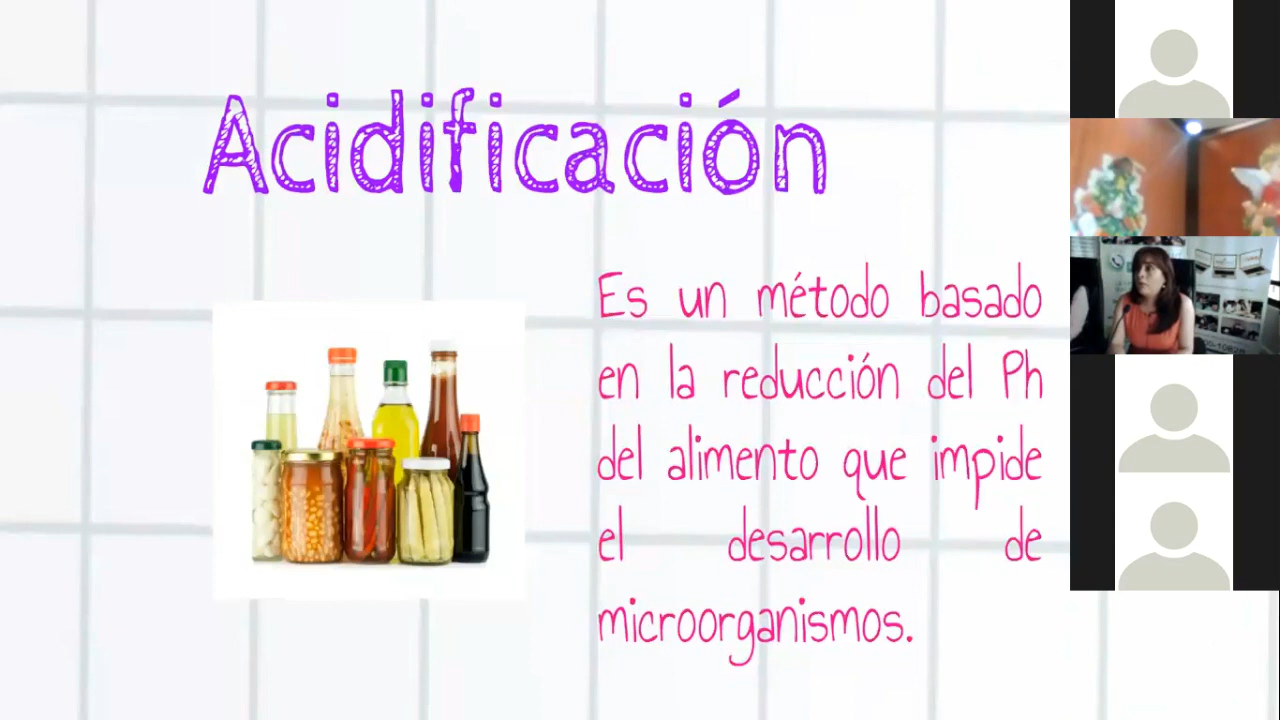 Acidificación
Es un método basado
en la reducción del Ph
del alimento que impide
el desarrollo de
microorganismos.